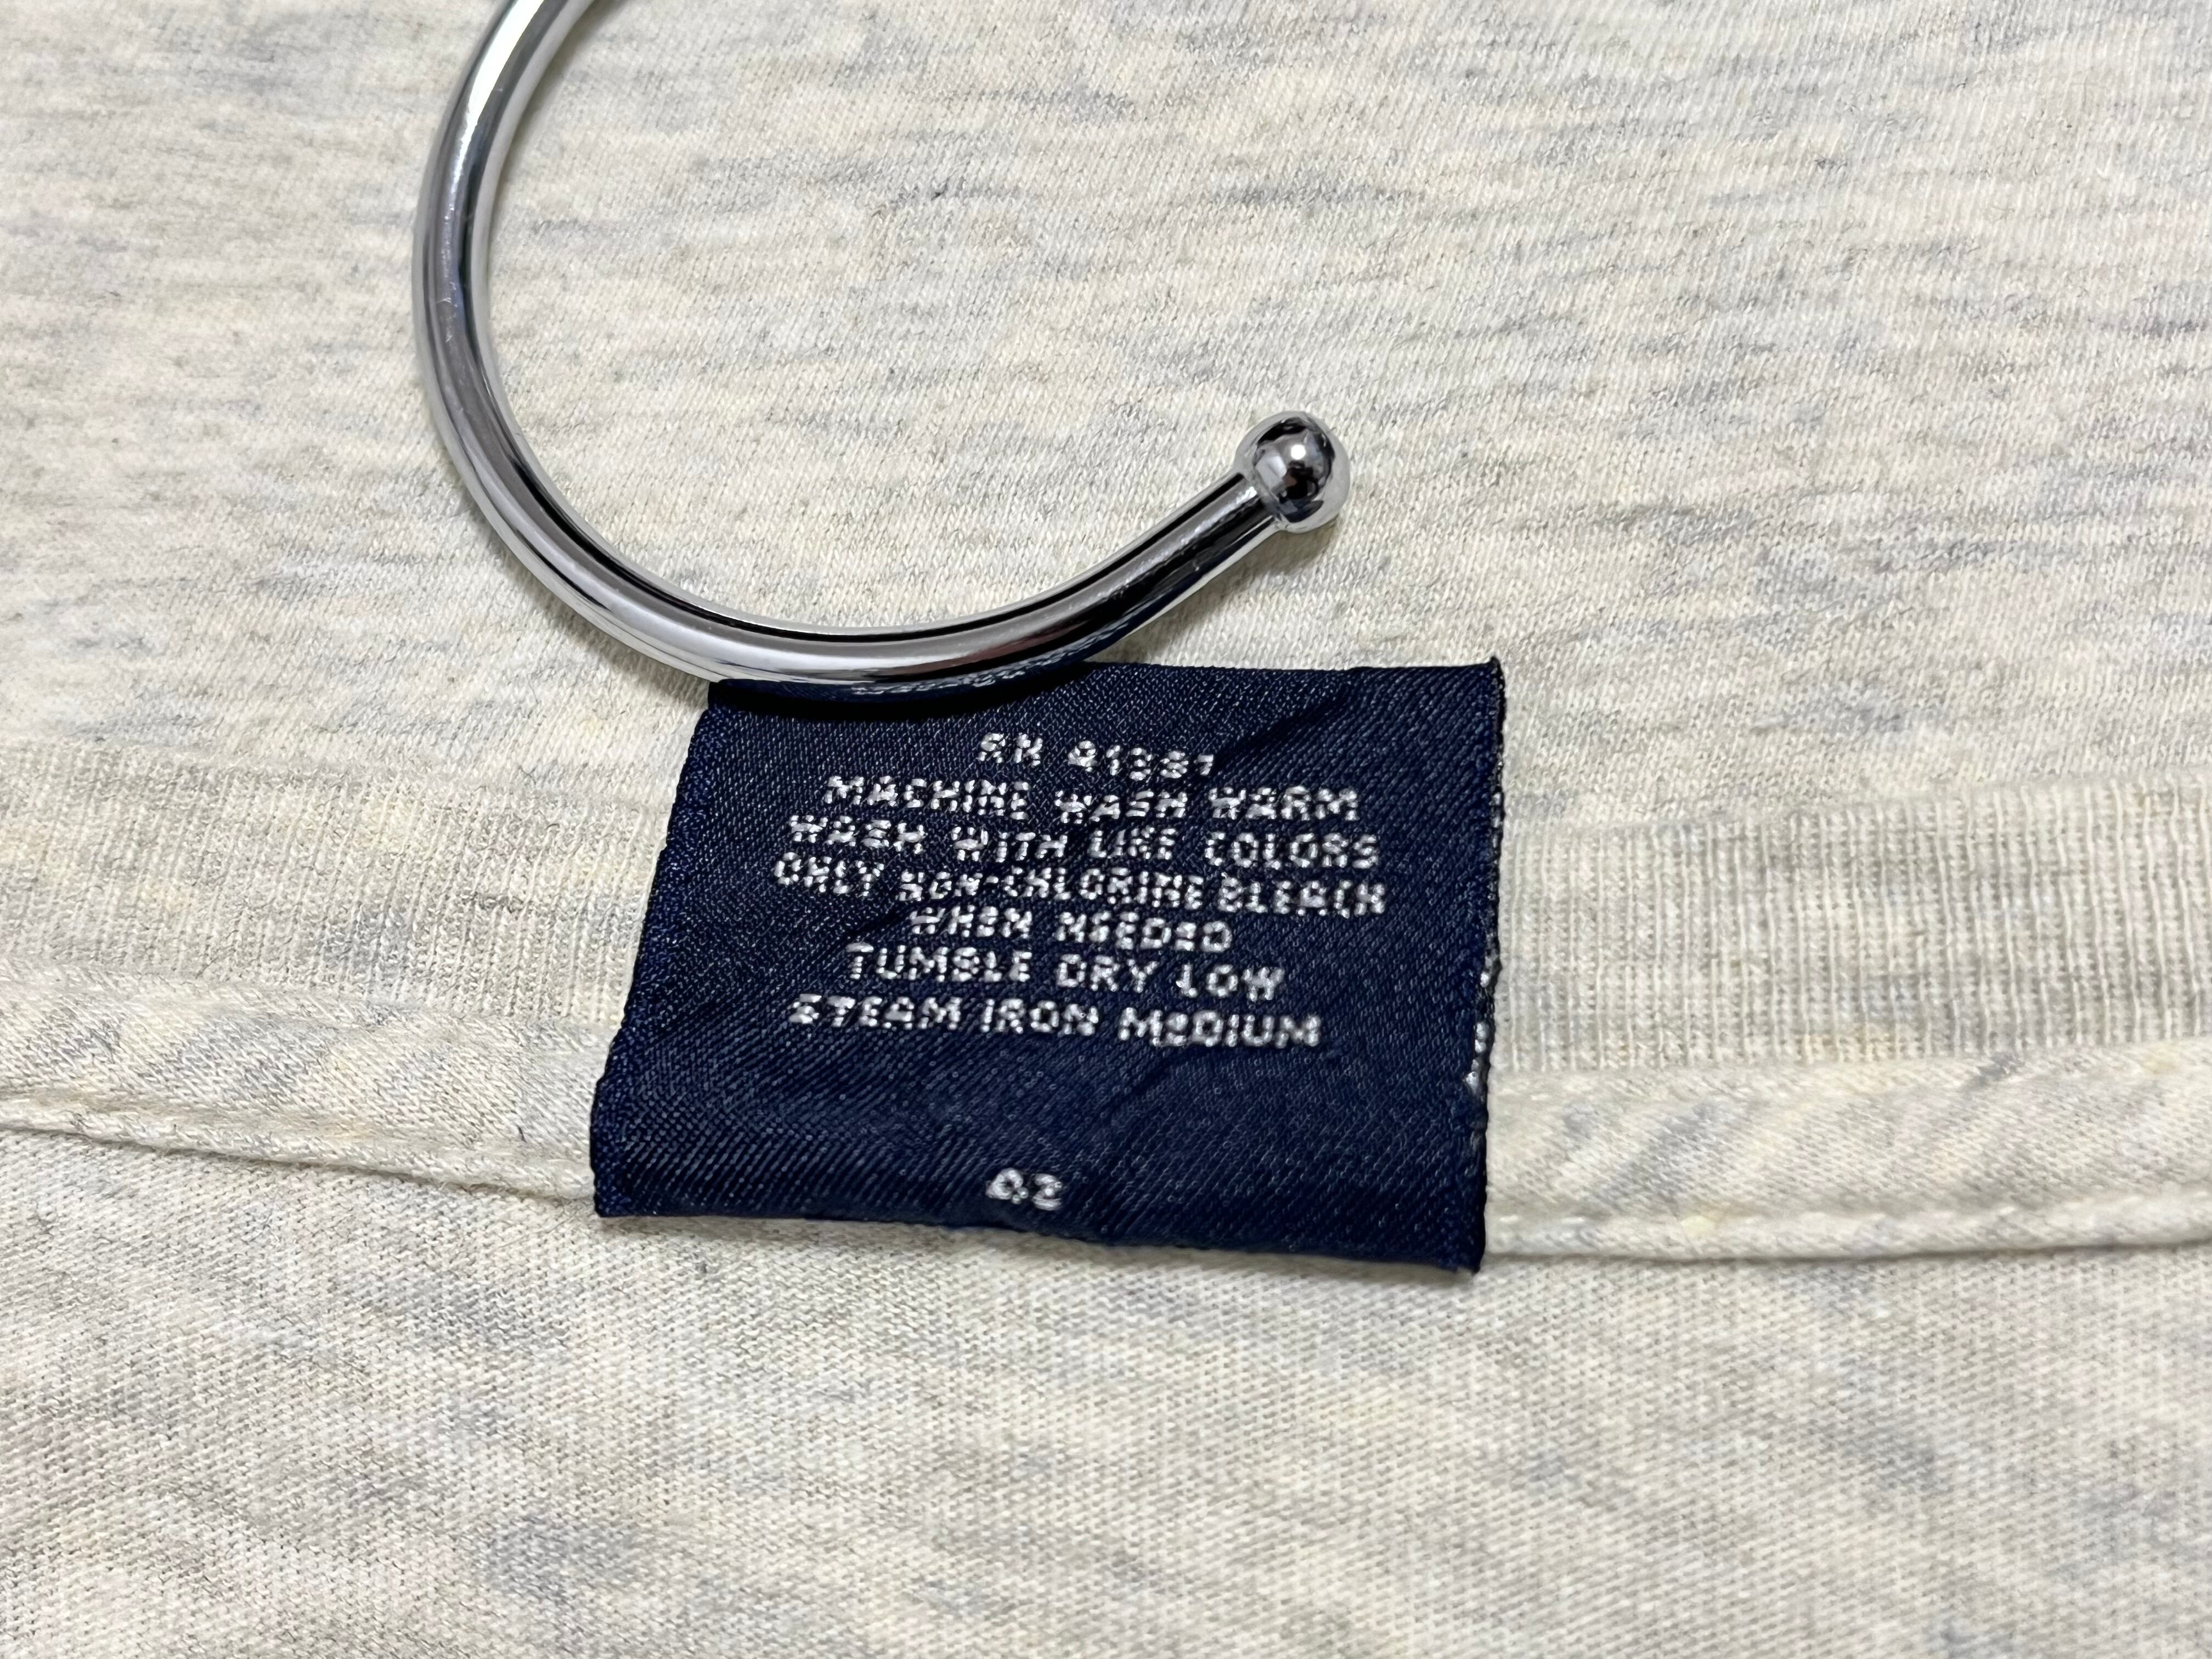 RN 41381
MACHINE WASH WARM
WASH WITH LIKE COLORS
ONLY NON-CHLORINE BLEACH
WHEN NEEDED
TUMBLE DRY LOW
STEAM/IRON MEDIUM
42